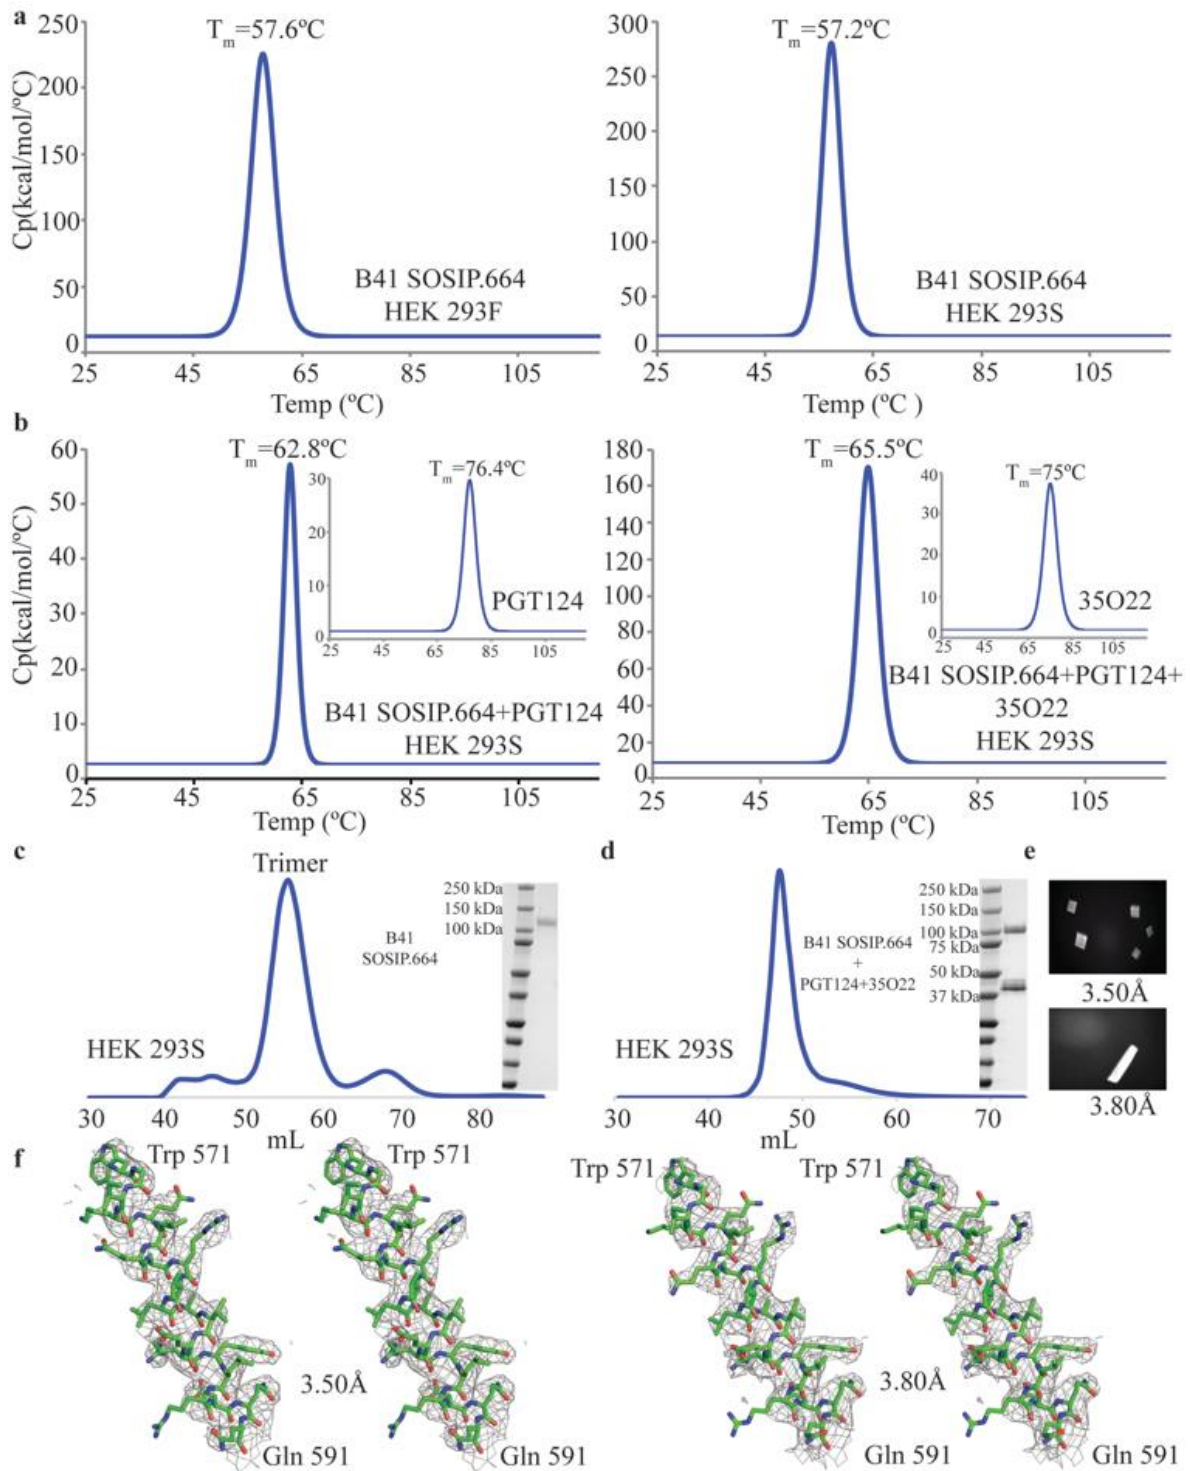 a
250
200
150
100
50
0
Cp(kcal/mol/ºC)
Tm=57.6ºC
B41 SOSIP.664
HEK 293F
25 45 65 85 105
Temp (ºC)
300
250
200
150
100
50
0
Tm=57.2ºC
B41 SOSIP.664
HEK 293S
25 45 65 85 105
Temp (ºC )
b
60
50
40
30
20
10
0
Cp(kcal/mol/ºC)
Tm=62.8ºC
30
20
10
0
Tm=76.4ºC
PGT124
25 45 65 85 105
B41 SOSIP.664+PGT124
HEK 293S
25 45 65 85 105
Temp (ºC)
180
160
140
120
100
80
60
40
20
0
Tm=65.5ºC
40
30
20
10
0
Tm=75ºC
35O22
25 45 65 85 105
B41 SOSIP.664+PGT124+
35O22
HEK 293S
25 45 65 85 105
Temp (ºC)
c
Trimer
250 kDa
150 kDa
100 kDa
B41
SOSIP.664
HEK 293S
30 40 50 60 70 80
mL
d
250 kDa
150 kDa
100 kDa
75 kDa
50 kDa
37 kDa
B41 SOSIP.664
+
PGT124+35O22
HEK 293S
30 40 50 60 70
mL
e
3.50Å
3.80Å
f
Trp 571
Trp 571
3.50Å
Gln 591
Gln 591
Trp 571
Trp 571
3.80Å
Gln 591
Gln 591